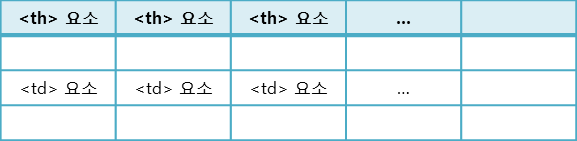 <th> 요소 <th> 요소 <th> 요소 ...
<td> 요소 <td> 요소 <td> 요소 ...